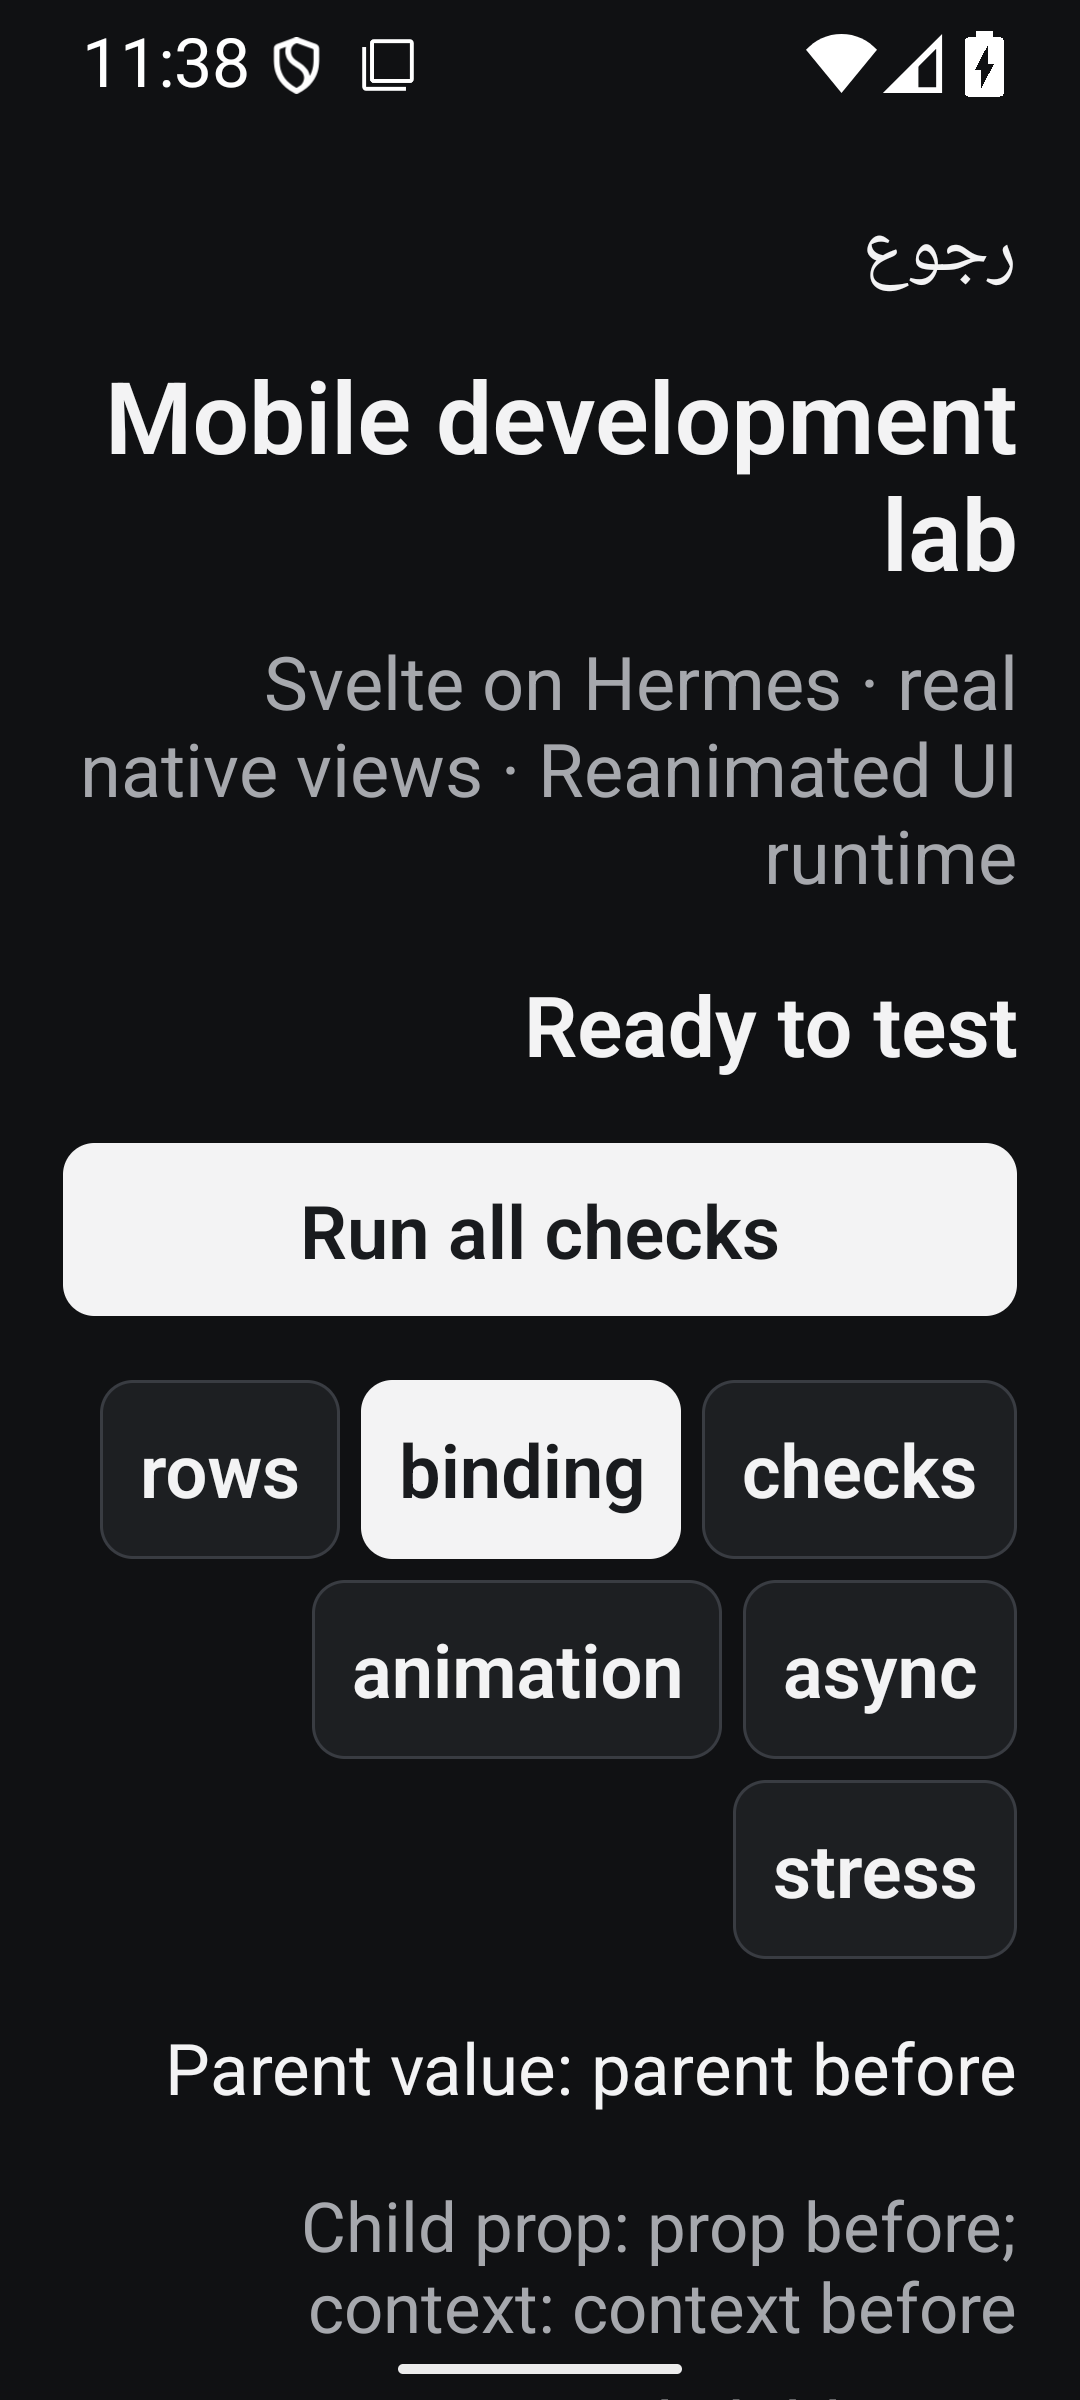 11:38
رجوع
Mobile development
lab
Svelte on Hermes · real
native views · Reanimated UI
runtime
Ready to test
Run all checks
rows binding checks
animation async
stress
Parent value: parent before
Child prop: prop before;
context: context before